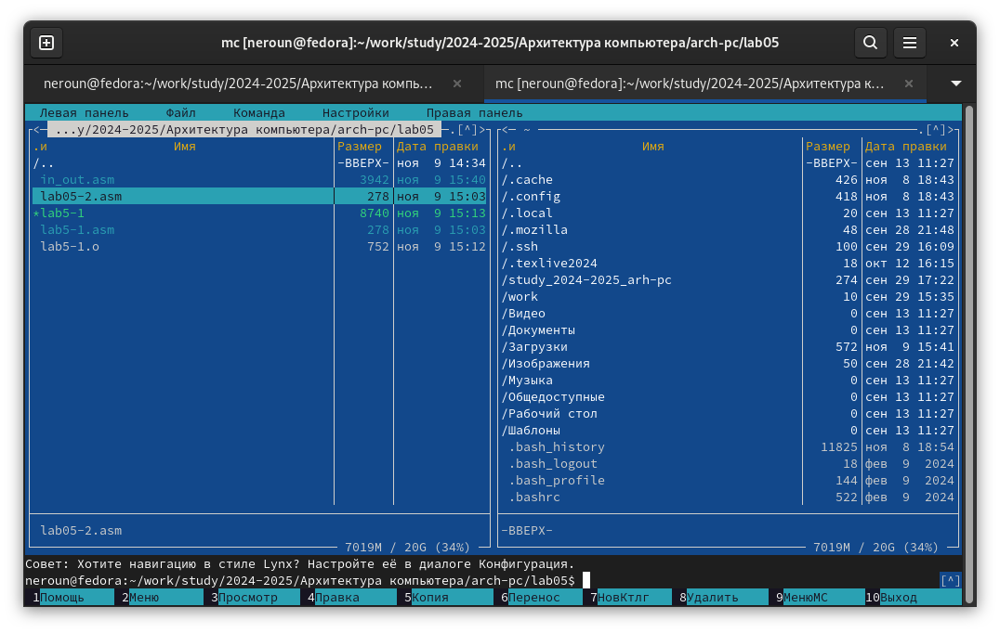 mc [neroun@fedora]:~/work/study/2024-2025/Архитектура компьютера/arch-pc/lab05
neroun@fedora:~/work/study/2024-2025/Архитектура компь… × mc [neroun@fedora]:~/work/study/2024-2025/Архитектура к… ×
Левая панель Файл Команда Настройки Правая панель
<— ...y/2024-2025/Архитектура компьютера/arch-pc/lab05 —.[^]> <— ~ —.[^]>
.и Имя Размер Дата правки .и Имя Размер Дата правки
/.. -ВВЕРХ- ноя 9 14:34 /.. -ВВЕРХ- сен 13 11:27
in_out.asm 3942 ноя 9 15:40 /.cache 426 ноя 8 18:43
lab05-2.asm 278 ноя 9 15:03 /.config 418 ноя 8 18:43
*lab5-1 8740 ноя 9 15:13 /.local 20 сен 13 11:27
lab5-1.asm 278 ноя 9 15:03 /.mozilla 48 сен 28 21:48
lab5-1.o 752 ноя 9 15:12 /.ssh 100 сен 29 16:09
/.texlive2024 18 окт 12 16:15
/study_2024-2025_arh-pc 274 сен 29 17:22
/work 10 сен 29 15:35
/Видео 0 сен 13 11:27
/Документы 0 сен 13 11:27
/Загрузки 572 ноя 9 15:41
/Изображения 50 сен 28 21:42
/Музыка 0 сен 13 11:27
/Общедоступные 0 сен 13 11:27
/Рабочий стол 0 сен 13 11:27
/Шаблоны 0 сен 13 11:27
.bash_history 11825 ноя 8 18:54
.bash_logout 18 фев 9 2024
.bash_profile 144 фев 9 2024
.bashrc 522 фев 9 2024
lab05-2.asm -ВВЕРХ-
7019M / 20G (34%) 7019M / 20G (34%)
Совет: Хотите навигацию в стиле Lynx? Настройте её в диалоге Конфигурация.
neroun@fedora:~/work/study/2024-2025/Архитектура компьютера/arch-pc/lab05$ [^]
1Помощь 2Меню 3Просмотр 4Правка 5Копия 6Перенос 7НовКтлг 8Удалить 9МенюМС 10Выход